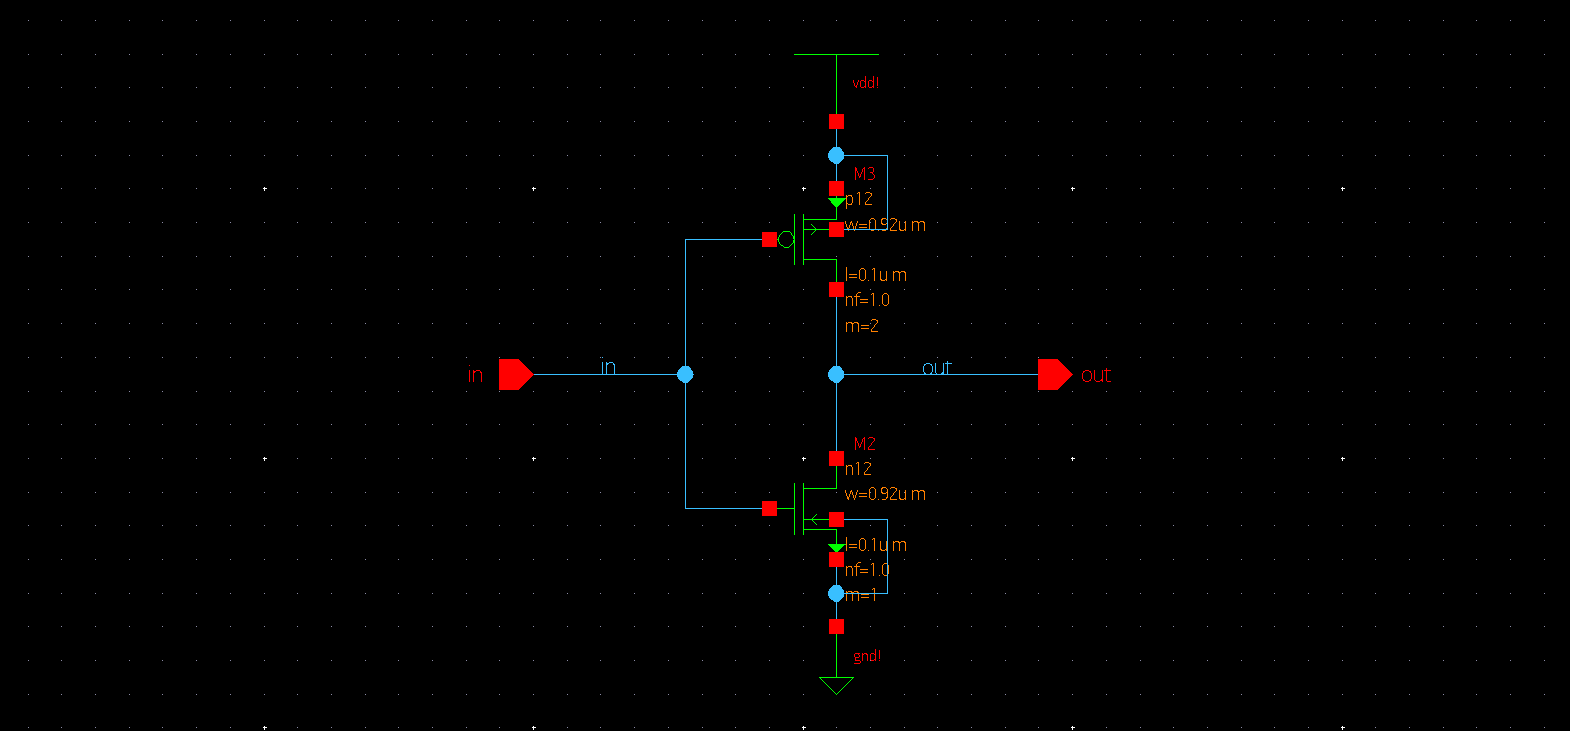 vdd!
M3
p12
w=0.92u m
l=0.1u m
nf=1.0
m=2
in
in
out
out
M2
n12
w=0.92u m
l=0.1u m
nf=1.0
m=1
gnd!